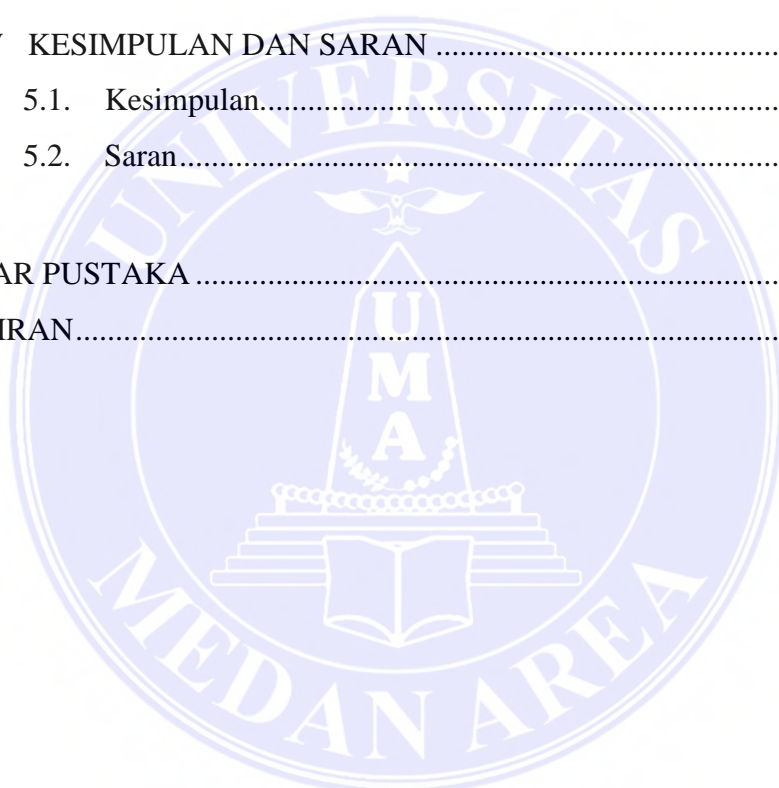 KESIMPULAN DAN SARAN ........................................
5.1. Kesimpulan................................................................
5.2. Saran..........................................................................
AR PUSTAKA ........................................................................
IRAN.......................................................................................
UNIVERSITAS
U
M
A
MEDAN AREA